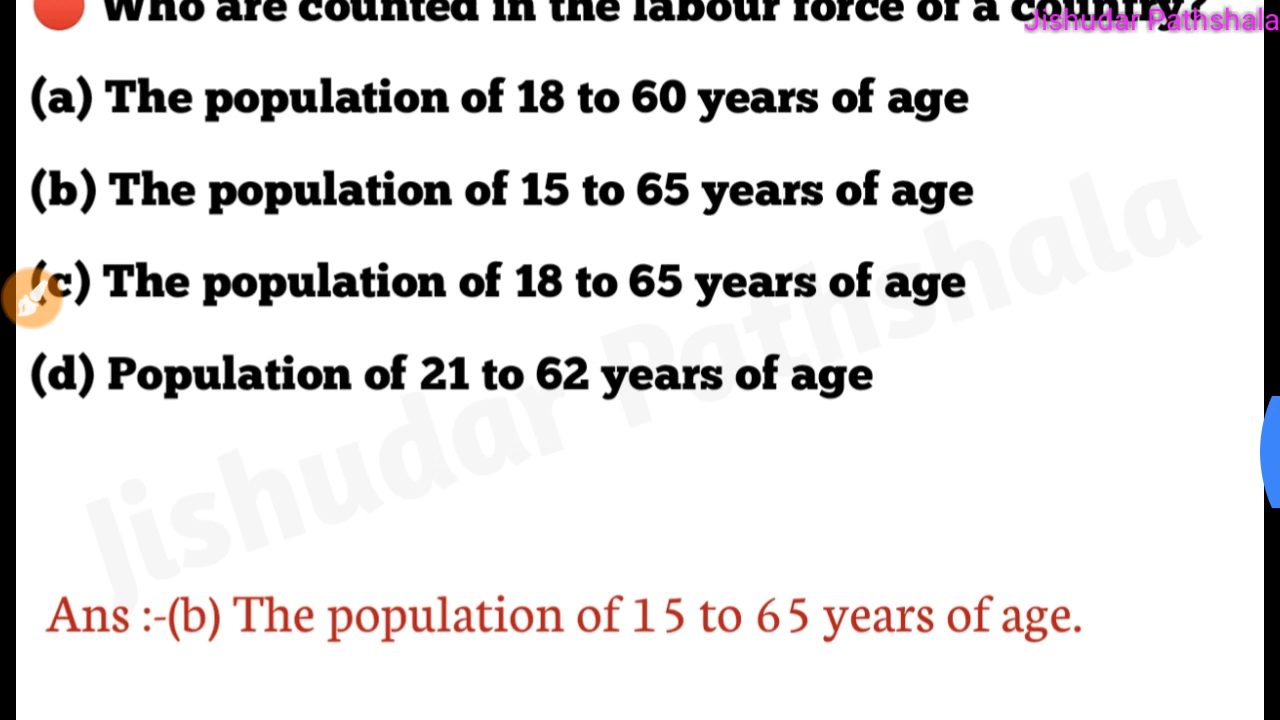 Who are counted in the labour force of a country?
Jishudar Pathshala
(a) The population of 18 to 60 years of age
(b) The population of 15 to 65 years of age
(c) The population of 18 to 65 years of age
(d) Population of 21 to 62 years of age
Jishudar Pathshala
Ans :-(b) The population of 15 to 65 years of age.